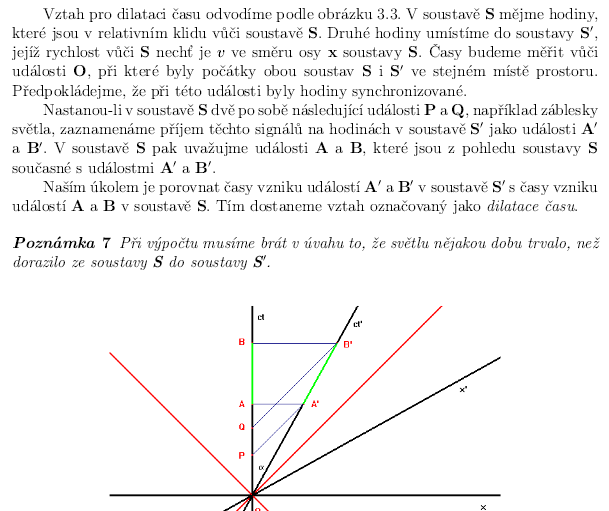 Vztah pro dilataci času odvodíme podle obrázku 3.3. V soustavě S mějme hodiny,
které jsou v relativním klidu vůči soustavě S. Druhé hodiny umístíme do soustavy S′,
jejíž rychlost vůči S nechť je v ve směru osy x soustavy S. Časy budeme měřit vůči
události O, při které byly počátky obou soustav S i S′ ve stejném místě prostoru.
Předpokládejme, že při této události byly hodiny synchronizované.
Nastanou-li v soustavě S dvě po sobě následující události P a Q, například záblesky
světla, zaznamenáme příjem těchto signálů na hodinách v soustavě S′ jako události A′
a B′. V soustavě S pak uvažujme události A a B, které jsou z pohledu soustavy S
současné s událostmi A′ a B′.
Naším úkolem je porovnat časy vzniku událostí A′ a B′ v soustavě S′ s časy vzniku
událostí A a B v soustavě S. Tím dostaneme vztah označovaný jako dilatace času.
Poznámka 7 Při výpočtu musíme brát v úvahu to, že světlu nějakou dobu trvalo, než
dorazilo ze soustavy S do soustavy S′.
ct
ct'
B
B'
x'
A
A'
Q
P
α
x